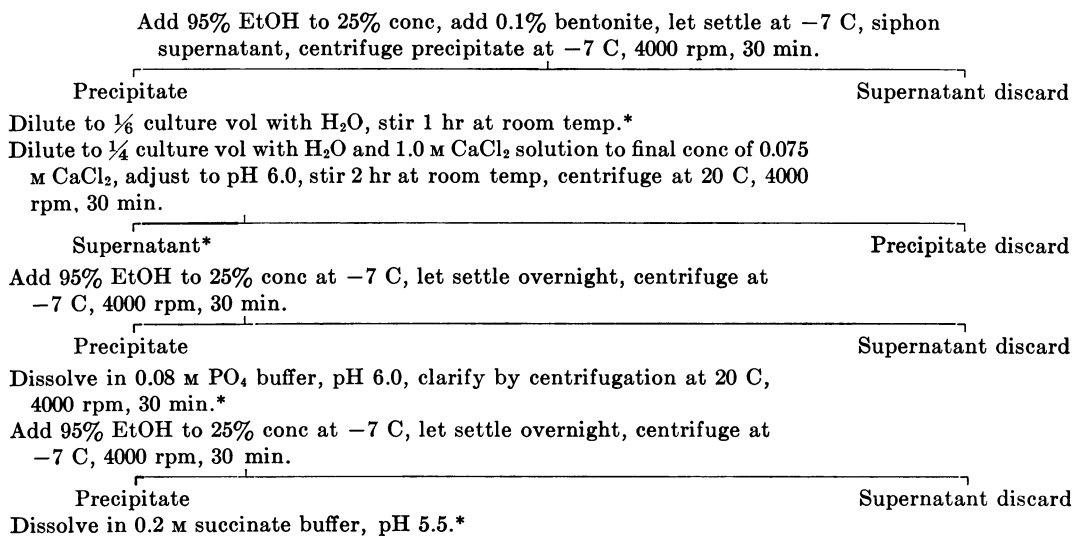 Add 95% EtOH to 25% conc, add 0.1% bentonite, let settle at −7 C, siphon
supernatant, centrifuge precipitate at −7 C, 4000 rpm, 30 min.
Precipitate Supernatant discard
Dilute to ⅙ culture vol with H₂O, stir 1 hr at room temp.*
Dilute to ¼ culture vol with H₂O and 1.0 M CaCl₂ solution to final conc of 0.075
M CaCl₂, adjust to pH 6.0, stir 2 hr at room temp, centrifuge at 20 C, 4000
rpm, 30 min.
Supernatant* Precipitate discard
Add 95% EtOH to 25% conc at −7 C, let settle overnight, centrifuge at
−7 C, 4000 rpm, 30 min.
Precipitate Supernatant discard
Dissolve in 0.08 M PO₄ buffer, pH 6.0, clarify by centrifugation at 20 C,
4000 rpm, 30 min.*
Add 95% EtOH to 25% conc at −7 C, let settle overnight, centrifuge at
−7 C, 4000 rpm, 30 min.
Precipitate Supernatant discard
Dissolve in 0.2 M succinate buffer, pH 5.5.*